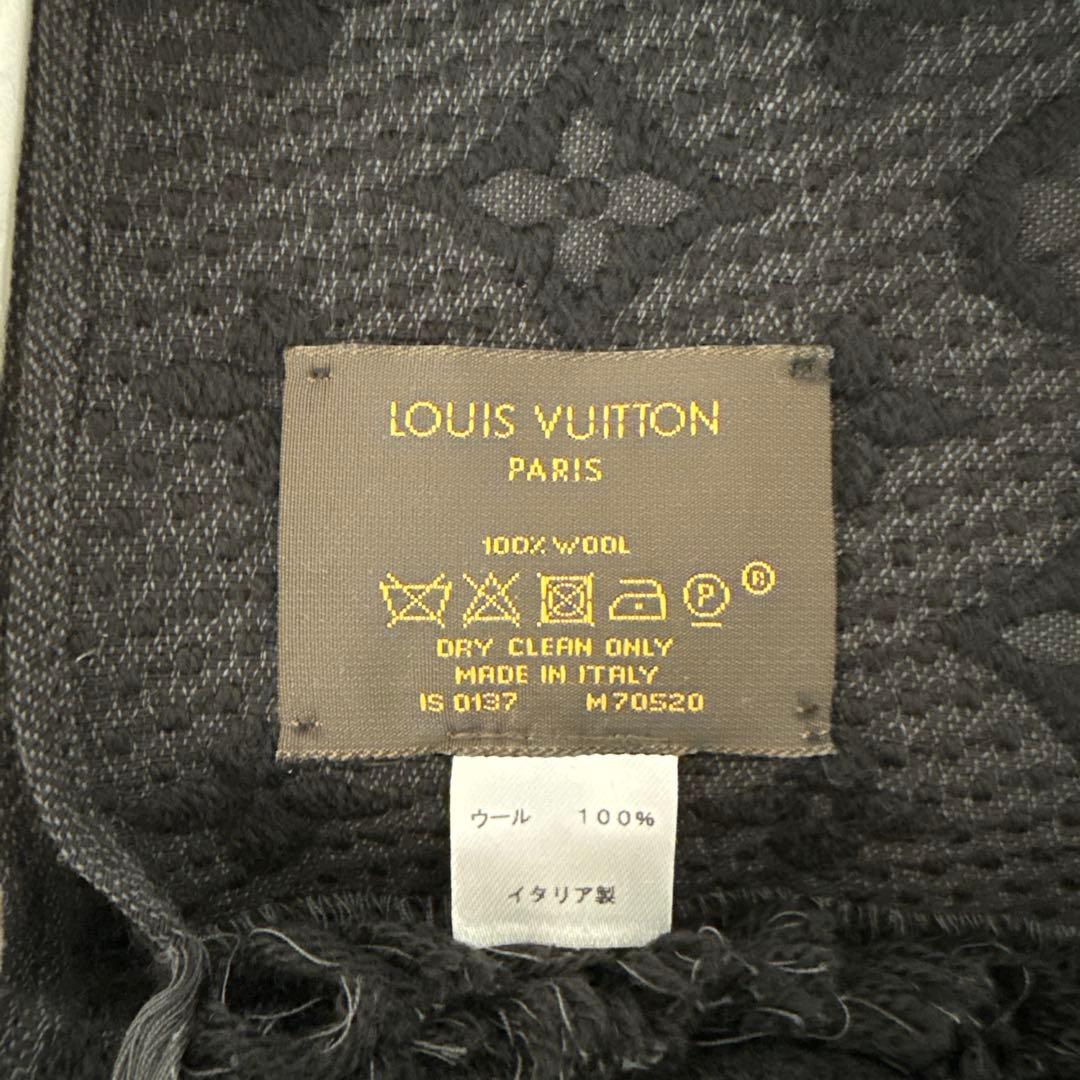 LOUIS VUITTON
PARIS
100% WOOL
P ®
DRY CLEAN ONLY
MADE IN ITALY
IS 0137 M70520
ウール 100%
イタリア製